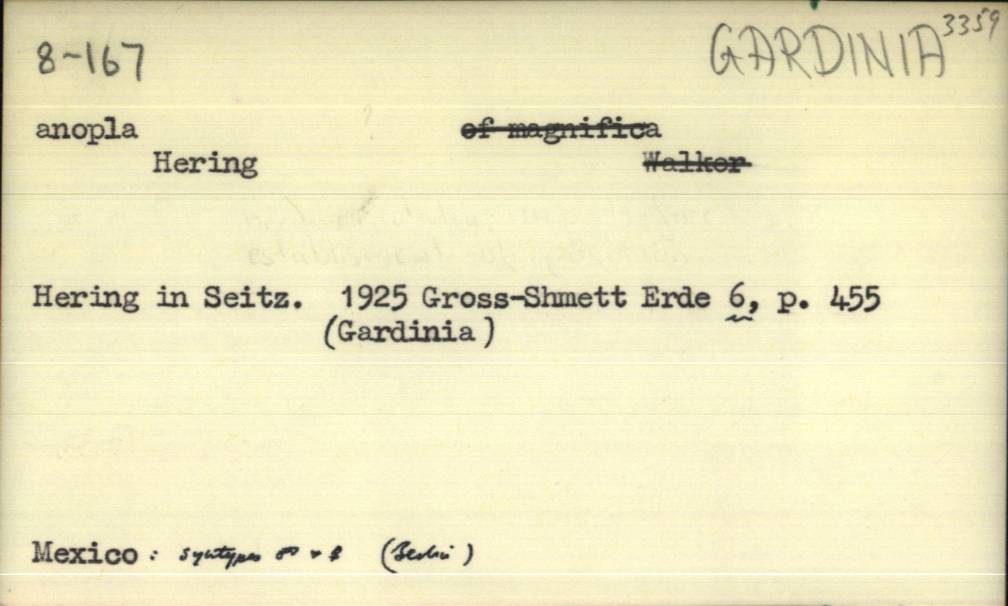 8-167 GARDINIA 3359
anopla of magnifica
Hering Walker
Hering in Seitz. 1925 Gross-Shmett Erde 6, p. 455
(Gardinia)
Mexico: syntypes ♂ + ♀ (Berlin)